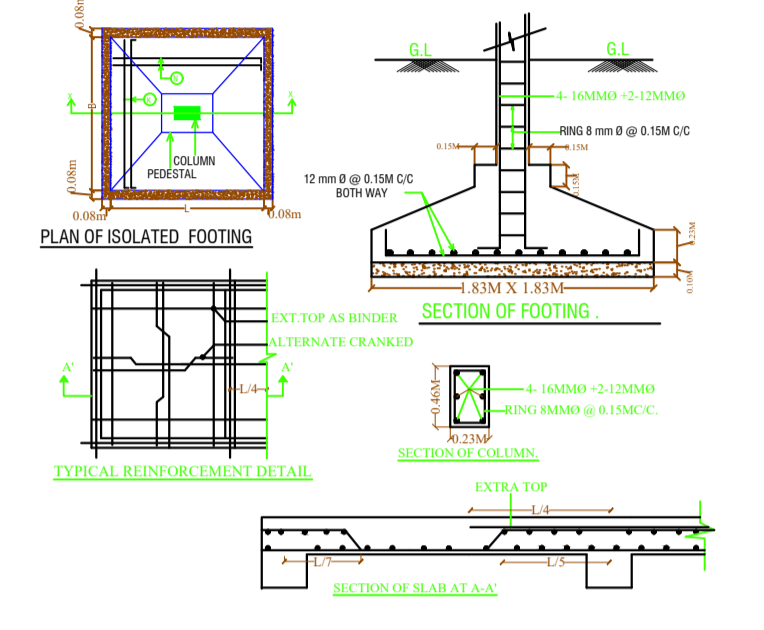 0.08m
B
X
X
X
X
COLUMN
PEDESTAL
0.08m
0.08m
L
0.08m
PLAN OF ISOLATED FOOTING
G.L
G.L
4- 16MMØ +2-12MMØ
RING 8 mm Ø @ 0.15M C/C
0.15M
0.15M
0.15M
12 mm Ø @ 0.15M C/C
BOTH WAY
0.23M
0.10M
1.83M X 1.83M
SECTION OF FOOTING .
EXT.TOP AS BINDER
ALTERNATE CRANKED
A'
A'
L/4
TYPICAL REINFORCEMENT DETAIL
0.46M
4- 16MMØ +2-12MMØ
RING 8MMØ @ 0.15MC/C.
0.23M
SECTION OF COLUMN.
EXTRA TOP
L/4
L/7
L/5
SECTION OF SLAB AT A-A'